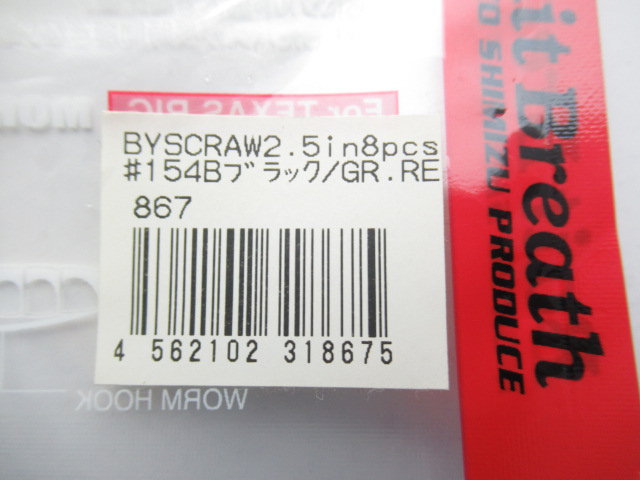 For TEXAS RIG
BYSCRAW2.5in8pcs
#154Bブラック/GR.RE
867
4 562102 318675
WORM HOOK
it Breath
O SHIMIZU PRODUCE